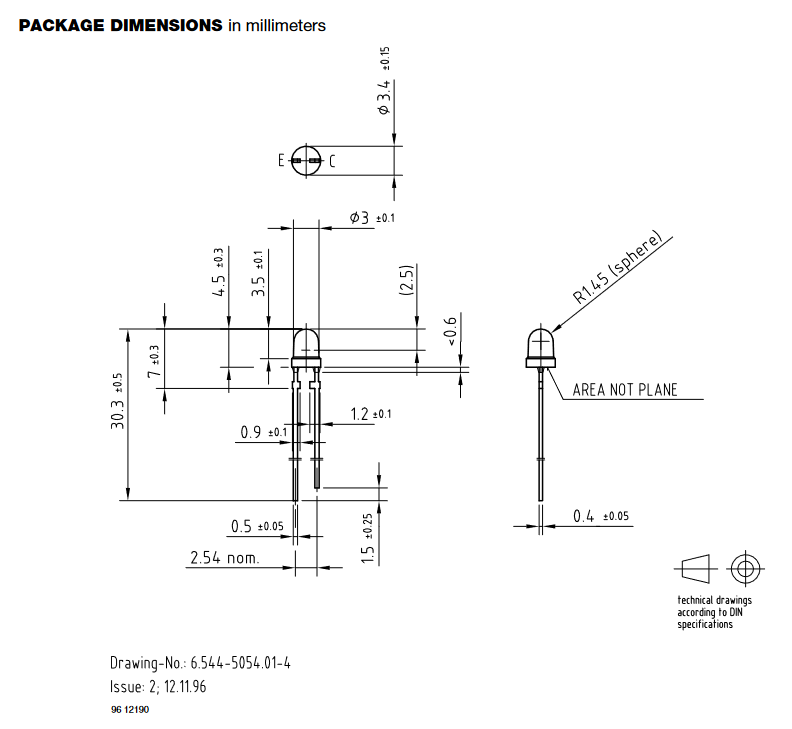 PACKAGE DIMENSIONS in millimeters
Ø 3.4 ±0.15
E C
Ø3 ±0.1
4.5 ±0.3
3.5 ±0.1
(2.5)
R1.45 (sphere)
<0.6
7 ±0.3
30.3 ±0.5
AREA NOT PLANE
1.2 ±0.1
0.9 ±0.1
0.5 ±0.05
1.5 ±0.25
0.4 ±0.05
2.54 nom.
technical drawings
according to DIN
specifications
Drawing-No.: 6.544-5054.01-4
Issue: 2; 12.11.96
96 12190